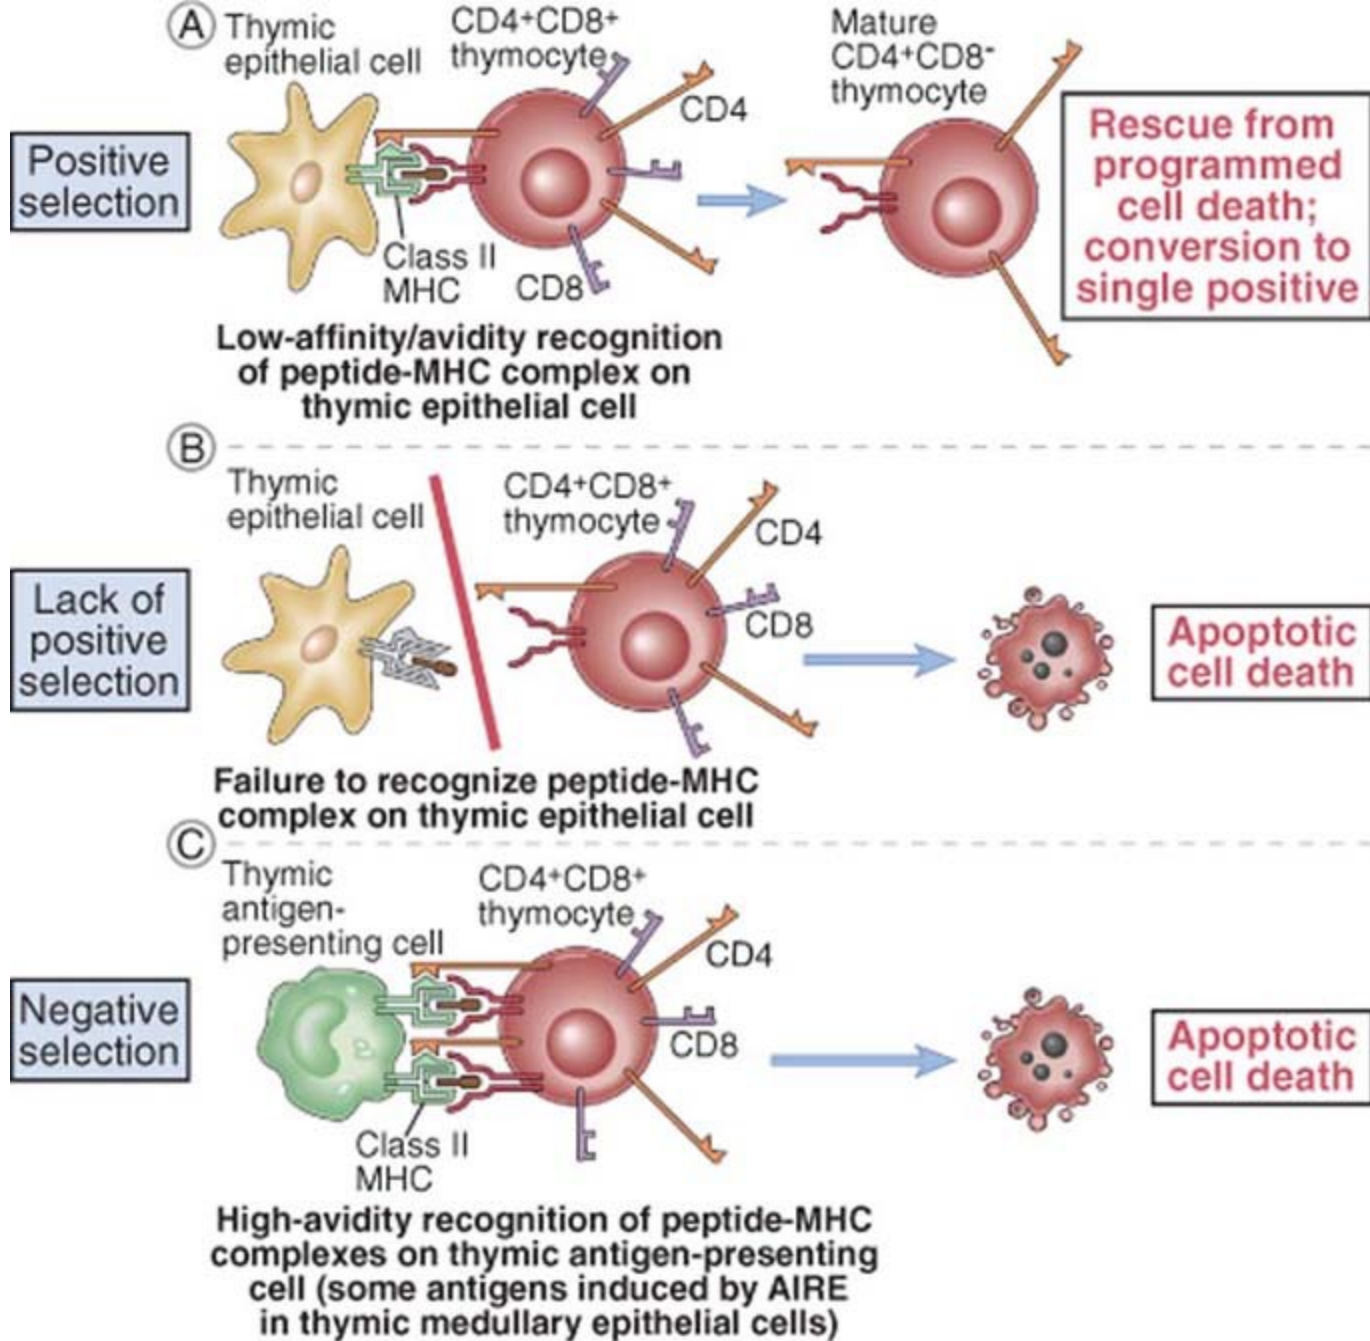 A
Thymic
epithelial cell
CD4+CD8+
thymocyte
CD4
Mature
CD4+CD8-
thymocyte
Positive
selection
Class II
MHC
CD8
Rescue from
programmed
cell death;
conversion to
single positive
Low-affinity/avidity recognition
of peptide-MHC complex on
thymic epithelial cell
B
Thymic
epithelial cell
CD4+CD8+
thymocyte
CD4
CD8
Lack of
positive
selection
Apoptotic
cell death
Failure to recognize peptide-MHC
complex on thymic epithelial cell
C
Thymic
antigen-
presenting cell
CD4+CD8+
thymocyte
CD4
CD8
Negative
selection
Class II
MHC
Apoptotic
cell death
High-avidity recognition of peptide-MHC
complexes on thymic antigen-presenting
cell (some antigens induced by AIRE
in thymic medullary epithelial cells)